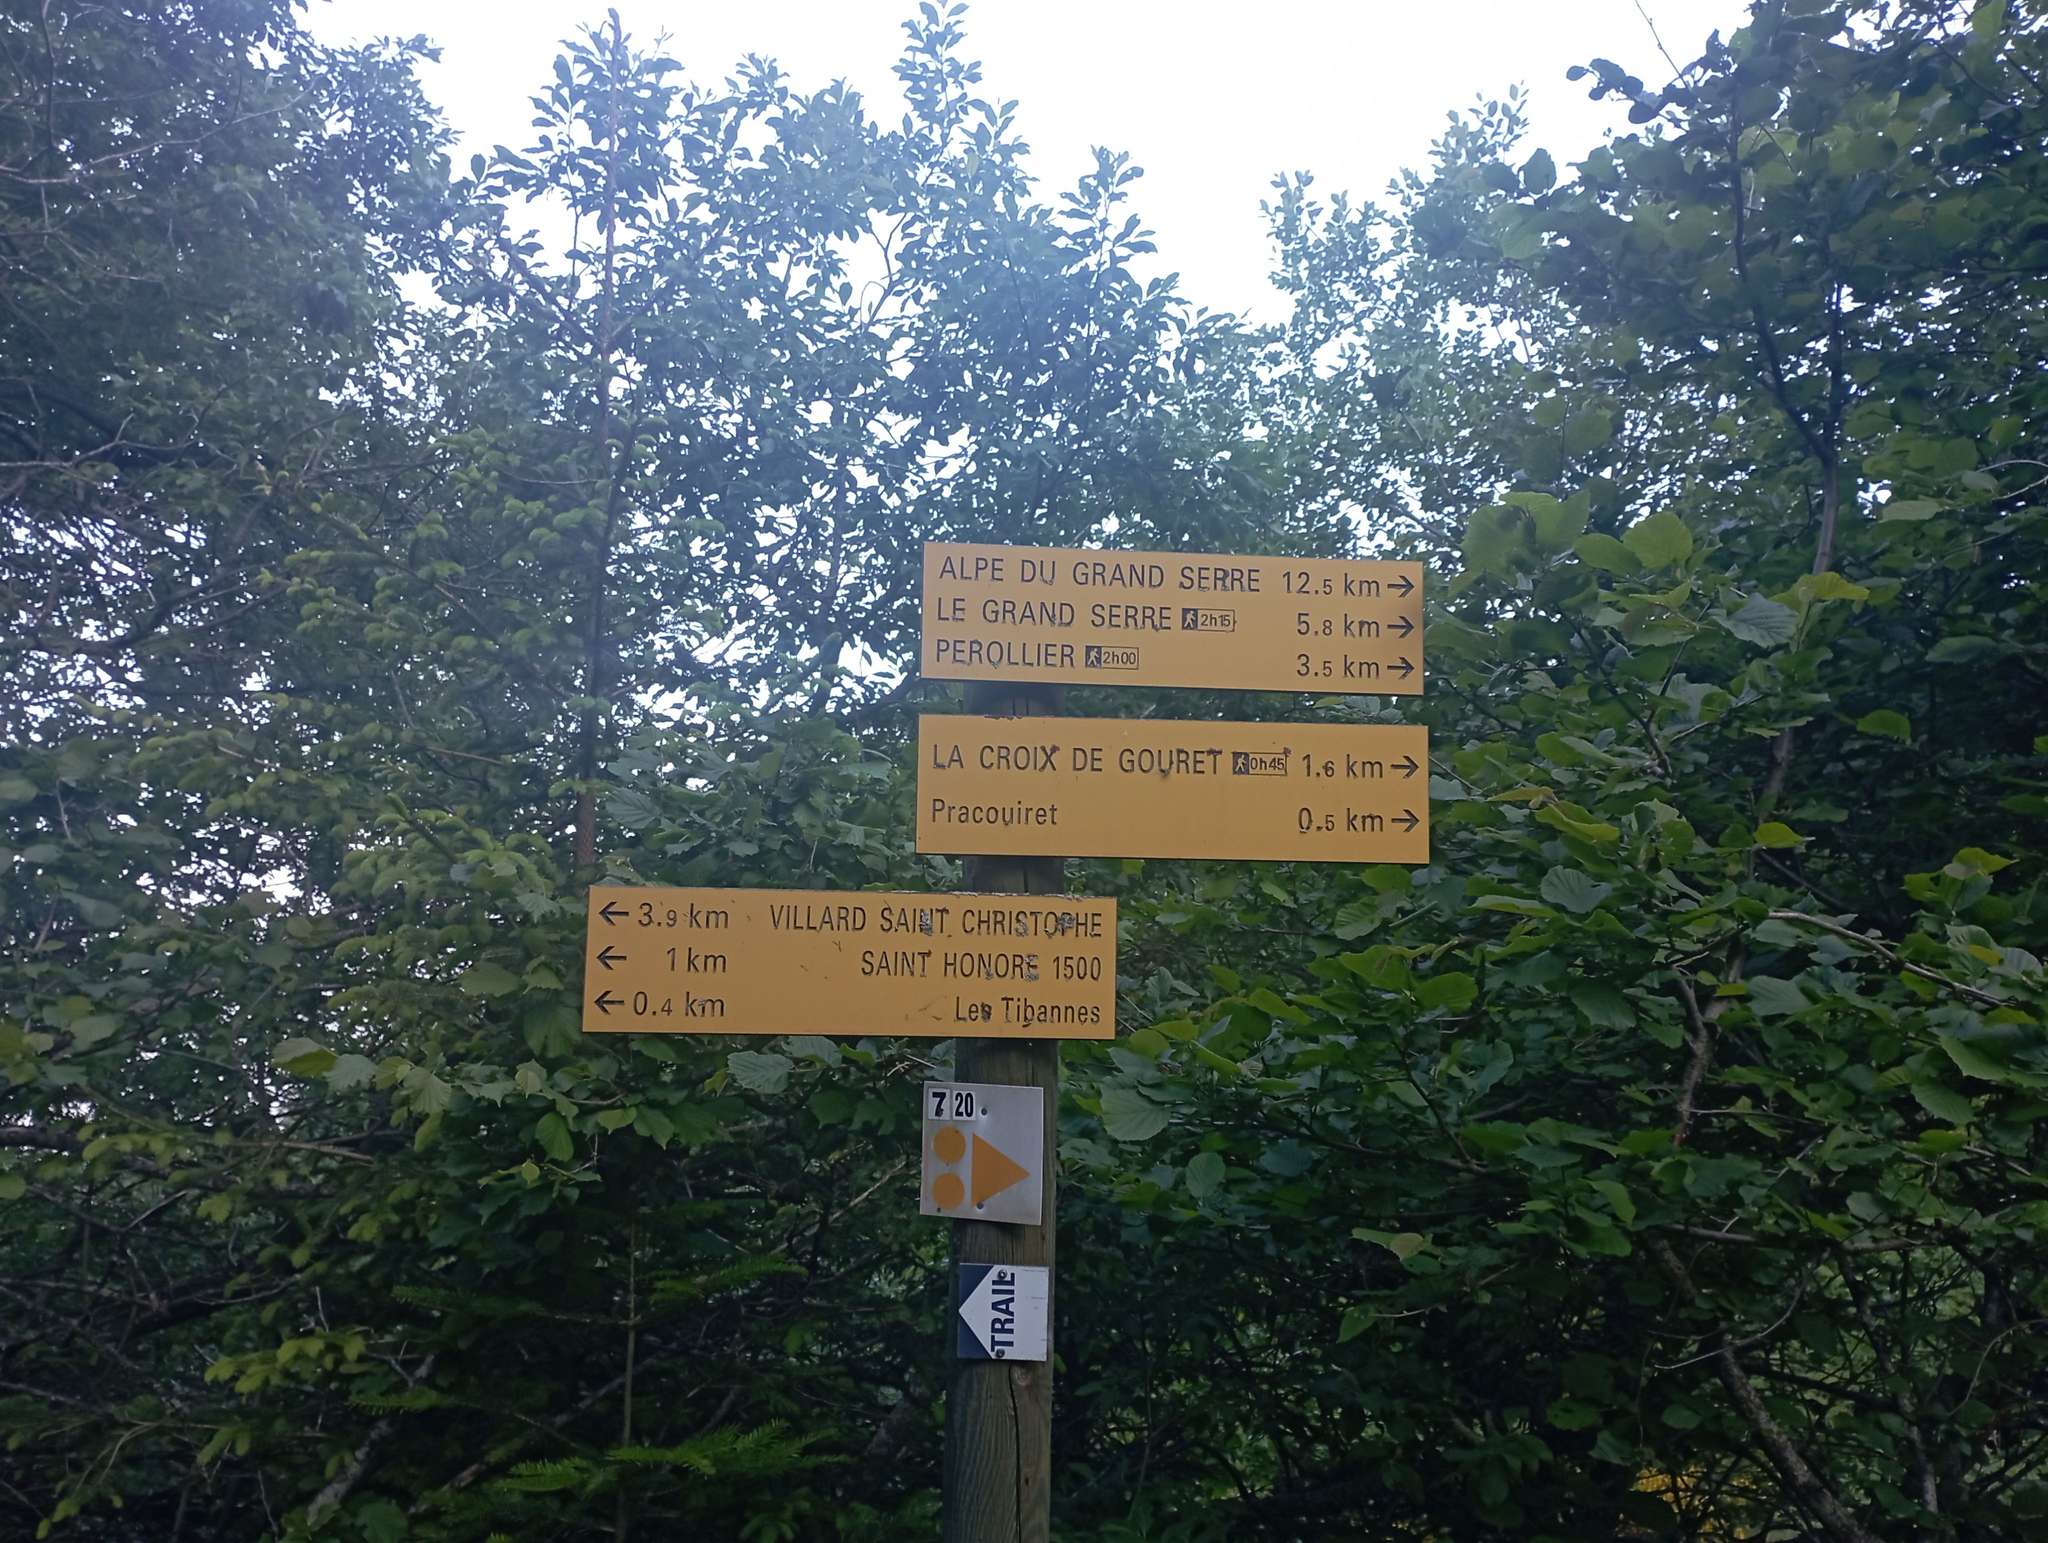 ALPE DU GRAND SERRE 12.5 km →
LE GRAND SERRE 2h15 5.8 km →
PEROLLIER 2h00 3.5 km →
LA CROIX DE GOURET 0h45 1.6 km →
Pracouiret 0.5 km →
← 3.9 km VILLARD SAINT CHRISTOPHE
← 1 km SAINT HONORE 1500
← 0.4 km Les Tibannes
7 20
TRAIL